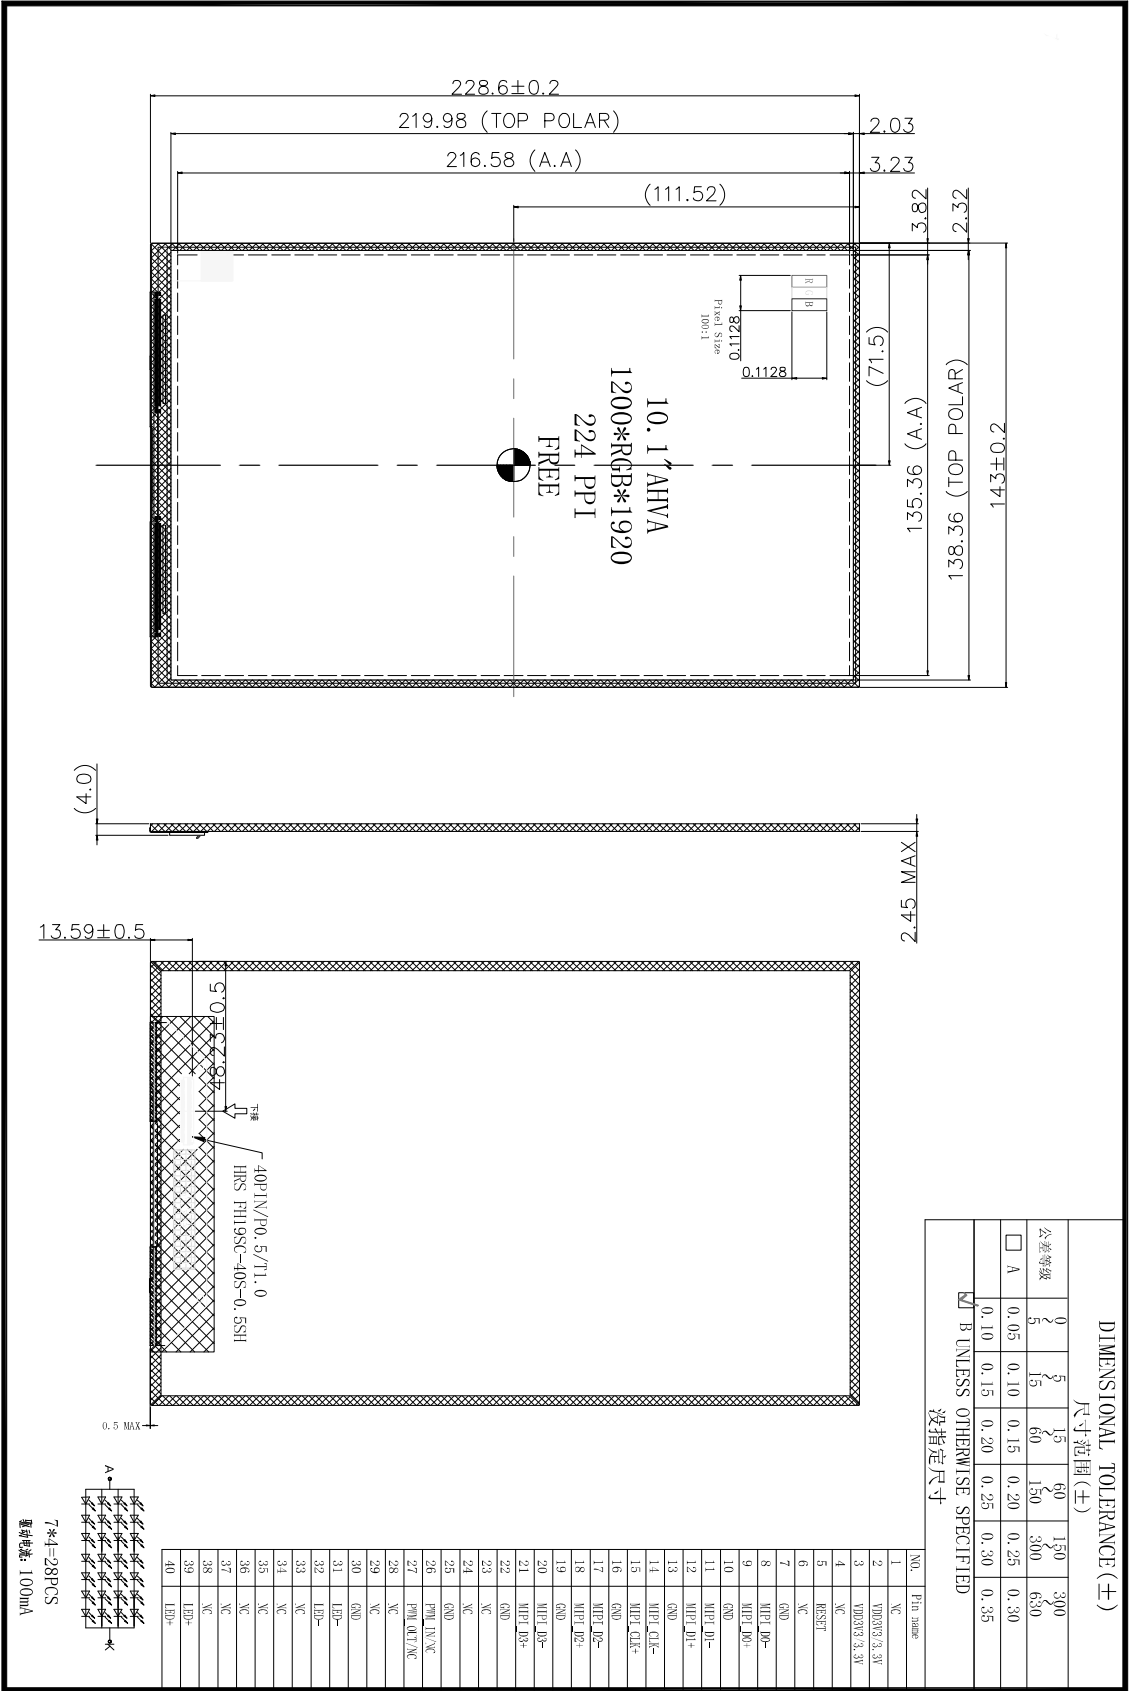 228.6±0.2
219.98 (TOP POLAR)
2.03
216.58 (A.A)
3.23
(111.52)
3.82
2.32
R
G
B
Pixel Size
100:1
0.1128
0.1128
(71.5)
135.36 (A.A)
138.36 (TOP POLAR)
143±0.2
10.1"AHVA
1200*RGB*1920
224 PPI
FREE
(4.0)
2.45 MAX
13.59±0.5
48.23±0.5
下接
40PIN/P0.5/T1.0
HRS FH19SC-40S-0.5SH
0.5 MAX
DIMENSIONAL TOLERANCE(±)
尺寸范围(±)
公差等级 0~5 5~15 15~60 60~150 150~300 300~630
□ A 0.05 0.10 0.15 0.20 0.25 0.30
☑ B 0.10 0.15 0.20 0.25 0.30 0.35
UNLESS OTHERWISE SPECIFIED
没指定尺寸
NO. Pin name
1 NC
2 VDD3V3/3.3V
3 VDD3V3/3.3V
4 NC
5 RESET
6 NC
7 GND
8 MIPI_D0-
9 MIPI_D0+
10 GND
11 MIPI_D1-
12 MIPI_D1+
13 GND
14 MIPI_CLK-
15 MIPI_CLK+
16 GND
17 MIPI_D2-
18 MIPI_D2+
19 GND
20 MIPI_D3-
21 MIPI_D3+
22 GND
23 NC
24 NC
25 GND
26 PWM_IN/NC
27 PWM_OUT/NC
28 NC
29 NC
30 GND
31 LED-
32 LED-
33 NC
34 NC
35 NC
36 NC
37 NC
38 NC
39 LED+
40 LED+
A
K
7*4=28PCS
驱动电流: 100mA